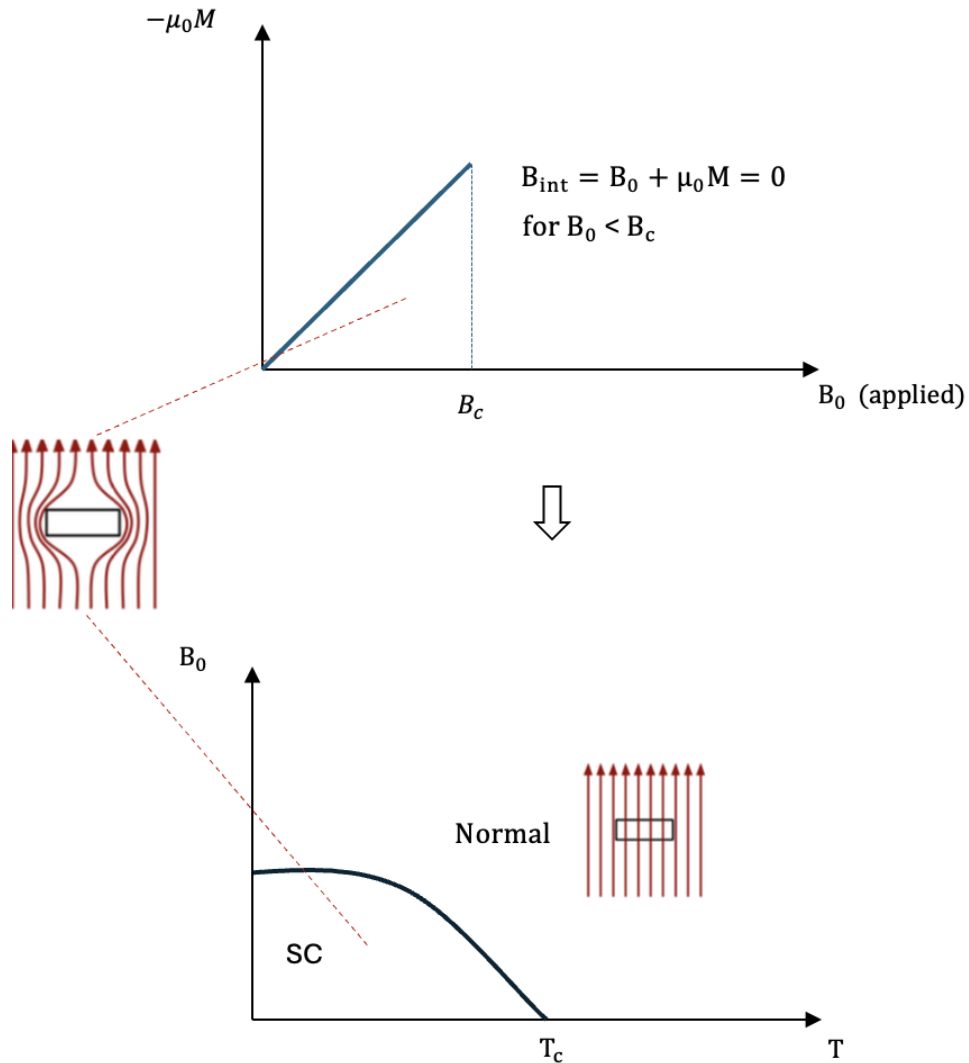 −μ₀M
B_int = B₀ + μ₀M = 0
for B₀ < B_c
B_c
B₀ (applied)
B₀
Normal
SC
T_c
T